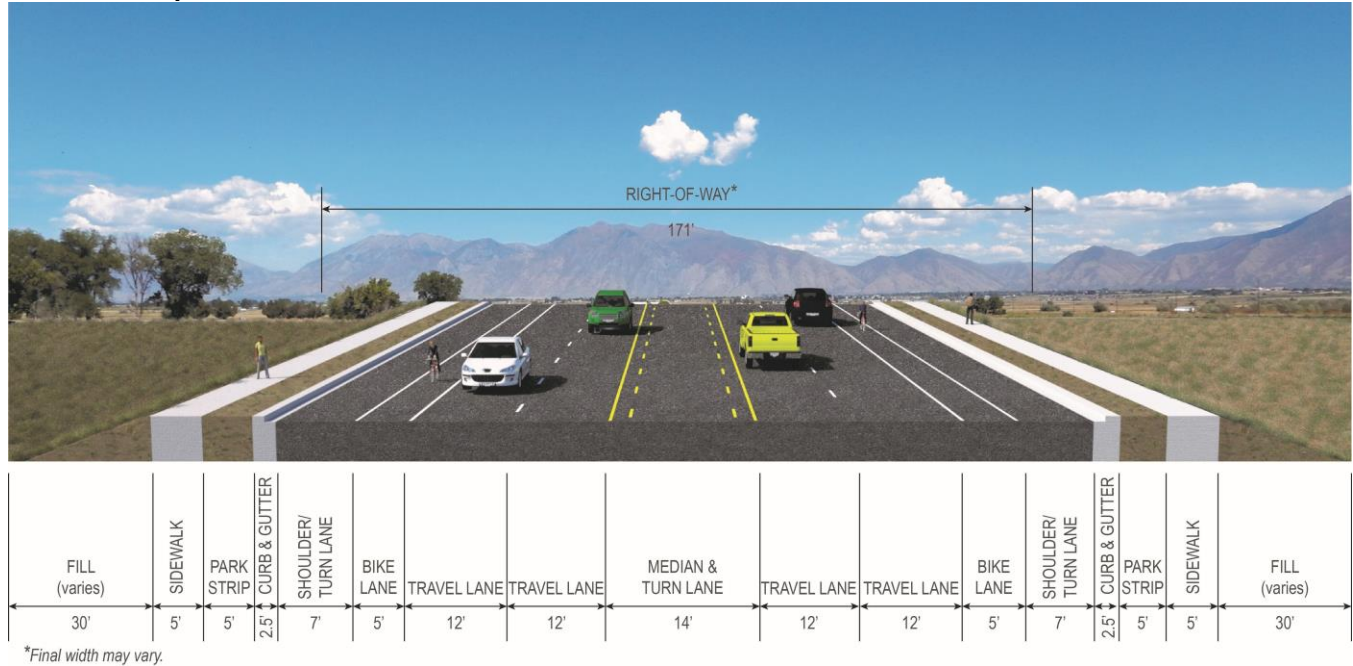 RIGHT-OF-WAY*
171'
FILL
(varies)
30'
SIDEWALK
5'
PARK
STRIP
5'
CURB & GUTTER
2.5'
SHOULDER/
TURN LANE
7'
BIKE
LANE
5'
TRAVEL LANE
12'
TRAVEL LANE
12'
MEDIAN &
TURN LANE
14'
TRAVEL LANE
12'
TRAVEL LANE
12'
BIKE
LANE
5'
SHOULDER/
TURN LANE
7'
CURB & GUTTER
2.5'
PARK
STRIP
5'
SIDEWALK
5'
FILL
(varies)
30'
*Final width may vary.